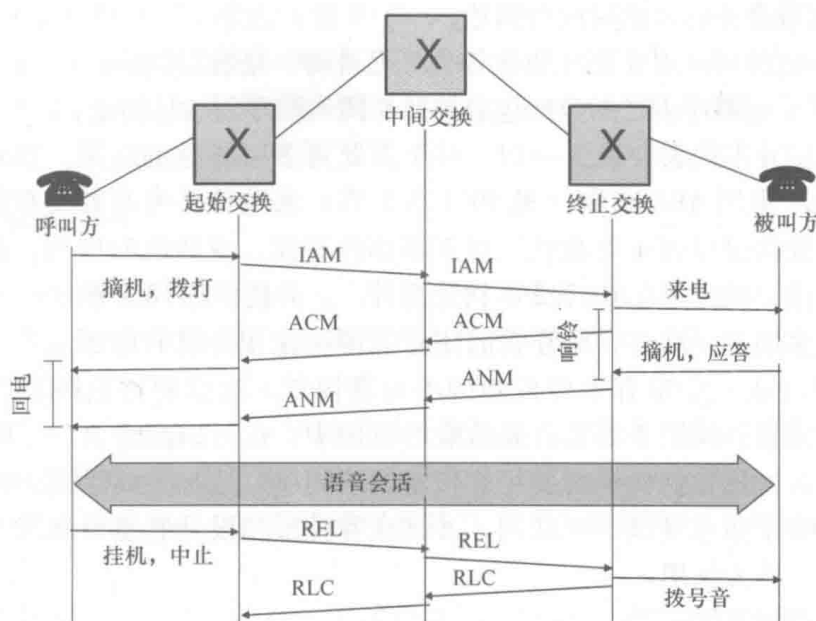 X
中间交换
X
X
起始交换
终止交换
呼叫方
被叫方
IAM
IAM
摘机，拨打
来电
ACM
ACM
响铃
摘机，应答
回电
ANM
ANM
语音会话
REL
REL
挂机，中止
RLC
RLC
拨号音